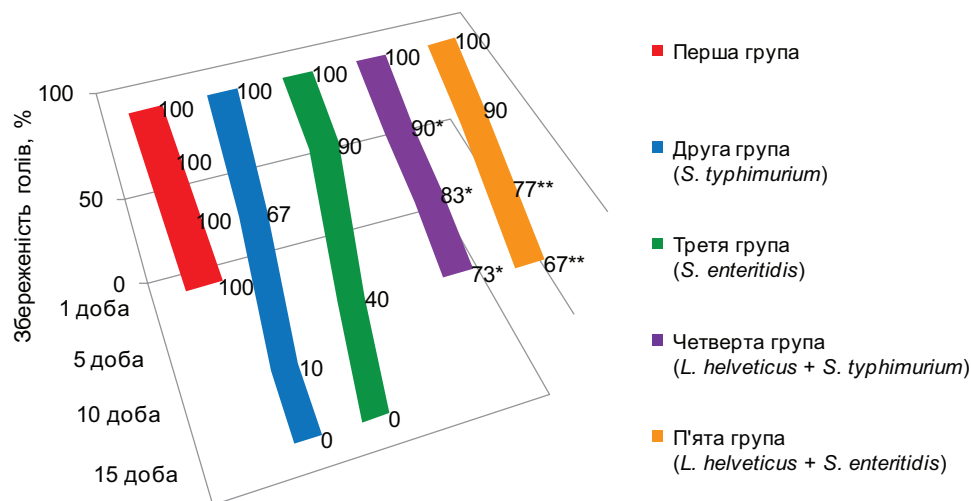 Збереженість голів, %
100
50
0
1 доба
5 доба
10 доба
15 доба
100
100
100
100
100
67
10
0
100
90
40
0
100
90*
83*
73*
100
90
77**
67**
Перша група
Друга група
(S. typhimurium)
Третя група
(S. enteritidis)
Четверта група
(L. helveticus + S. typhimurium)
П'ята група
(L. helveticus + S. enteritidis)